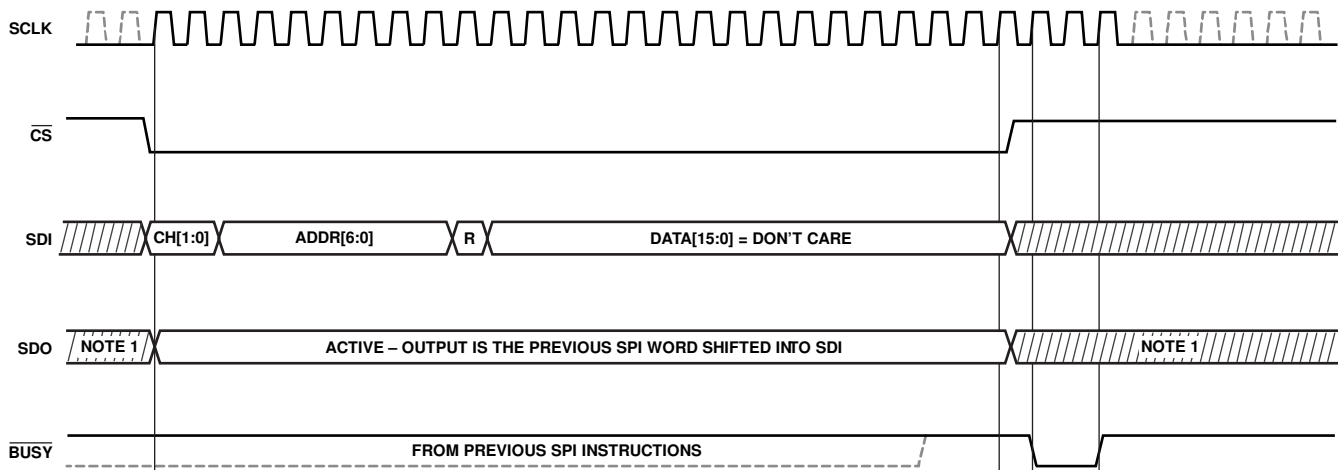 SCLK
CS
SDI CH[1:0] ADDR[6:0] R DATA[15:0] = DON'T CARE
SDO NOTE 1 ACTIVE – OUTPUT IS THE PREVIOUS SPI WORD SHIFTED INTO SDI NOTE 1
BUSY FROM PREVIOUS SPI INSTRUCTIONS